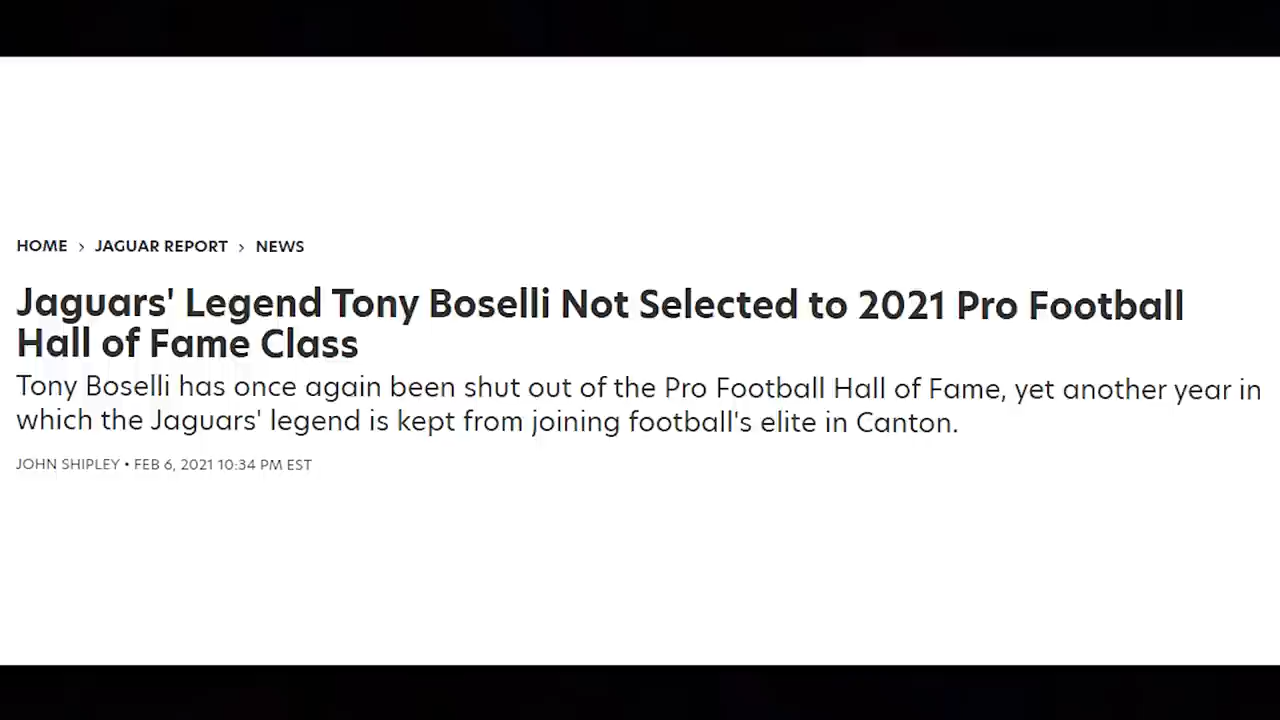 HOME > JAGUAR REPORT > NEWS
Jaguars' Legend Tony Boselli Not Selected to 2021 Pro Football
Hall of Fame Class
Tony Boselli has once again been shut out of the Pro Football Hall of Fame, yet another year in
which the Jaguars' legend is kept from joining football's elite in Canton.
JOHN SHIPLEY • FEB 6, 2021 10:34 PM EST